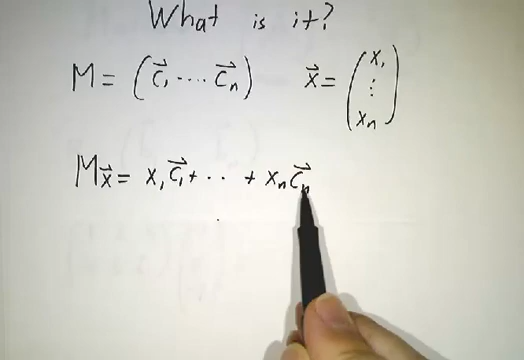 What is it?
M = (c⃗₁ ···· c⃗ₙ) x⃗ = (x₁ ⋮ xₙ)
Mx⃗ = x₁c⃗₁ + ·· + xₙc⃗ₙ